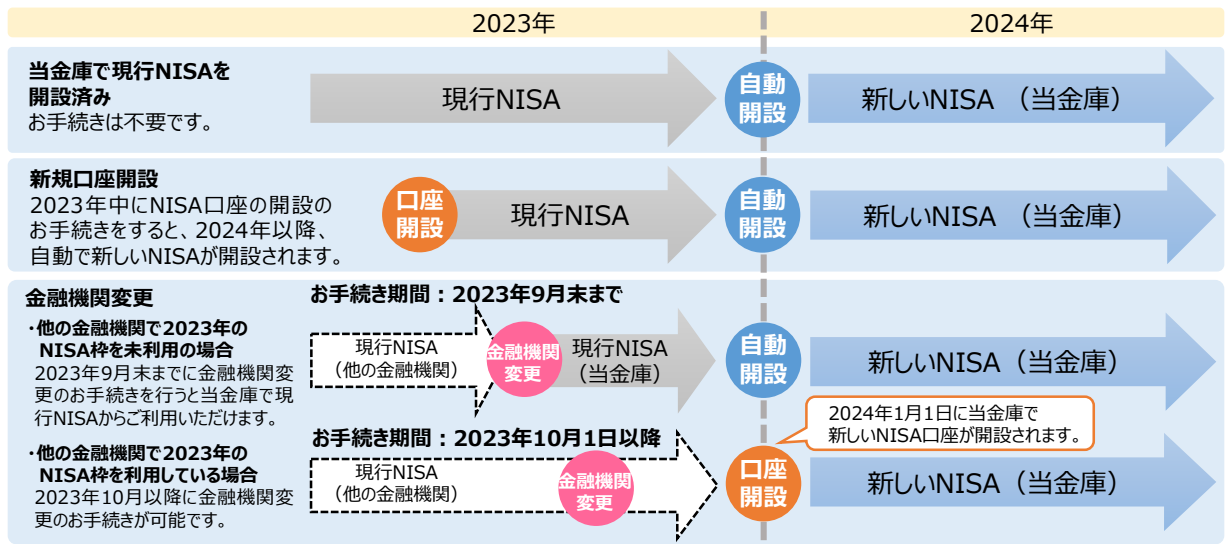 2023年
2024年
当金庫で現行NISAを
開設済み
お手続きは不要です。
現行NISA
自動
開設
新しいNISA （当金庫）
新規口座開設
2023年中にNISA口座の開設の
お手続きをすると、2024年以降、
自動で新しいNISAが開設されます。
口座
開設
現行NISA
自動
開設
新しいNISA （当金庫）
金融機関変更
・他の金融機関で2023年の
NISA枠を未利用の場合
2023年9月末までに金融機関変
更のお手続きを行うと当金庫で現
行NISAからご利用いただけます。
お手続き期間：2023年9月末まで
現行NISA
（他の金融機関）
金融機関
変更
現行NISA
（当金庫）
自動
開設
新しいNISA（当金庫）
2024年1月1日に当金庫で
新しいNISA口座が開設されます。
・他の金融機関で2023年の
NISA枠を利用している場合
2023年10月以降に金融機関変
更のお手続きが可能です。
お手続き期間：2023年10月1日以降
現行NISA
（他の金融機関）
金融機関
変更
口座
開設
新しいNISA（当金庫）